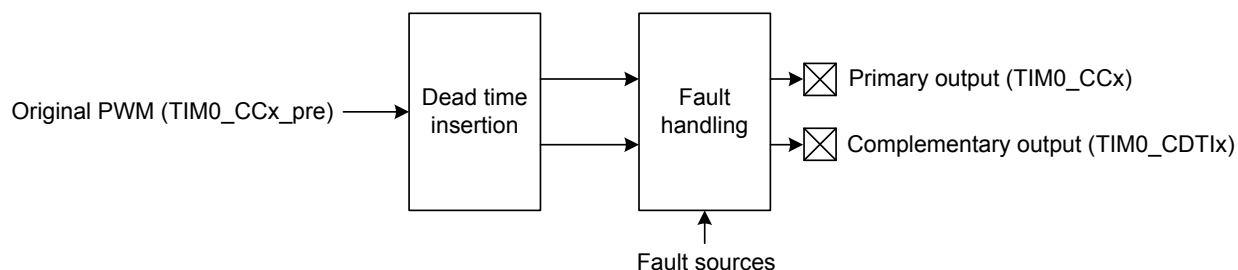 Original PWM (TIM0_CCx_pre)
Dead time
insertion
Fault
handling
Primary output (TIM0_CCx)
Complementary output (TIM0_CDTIx)
Fault sources